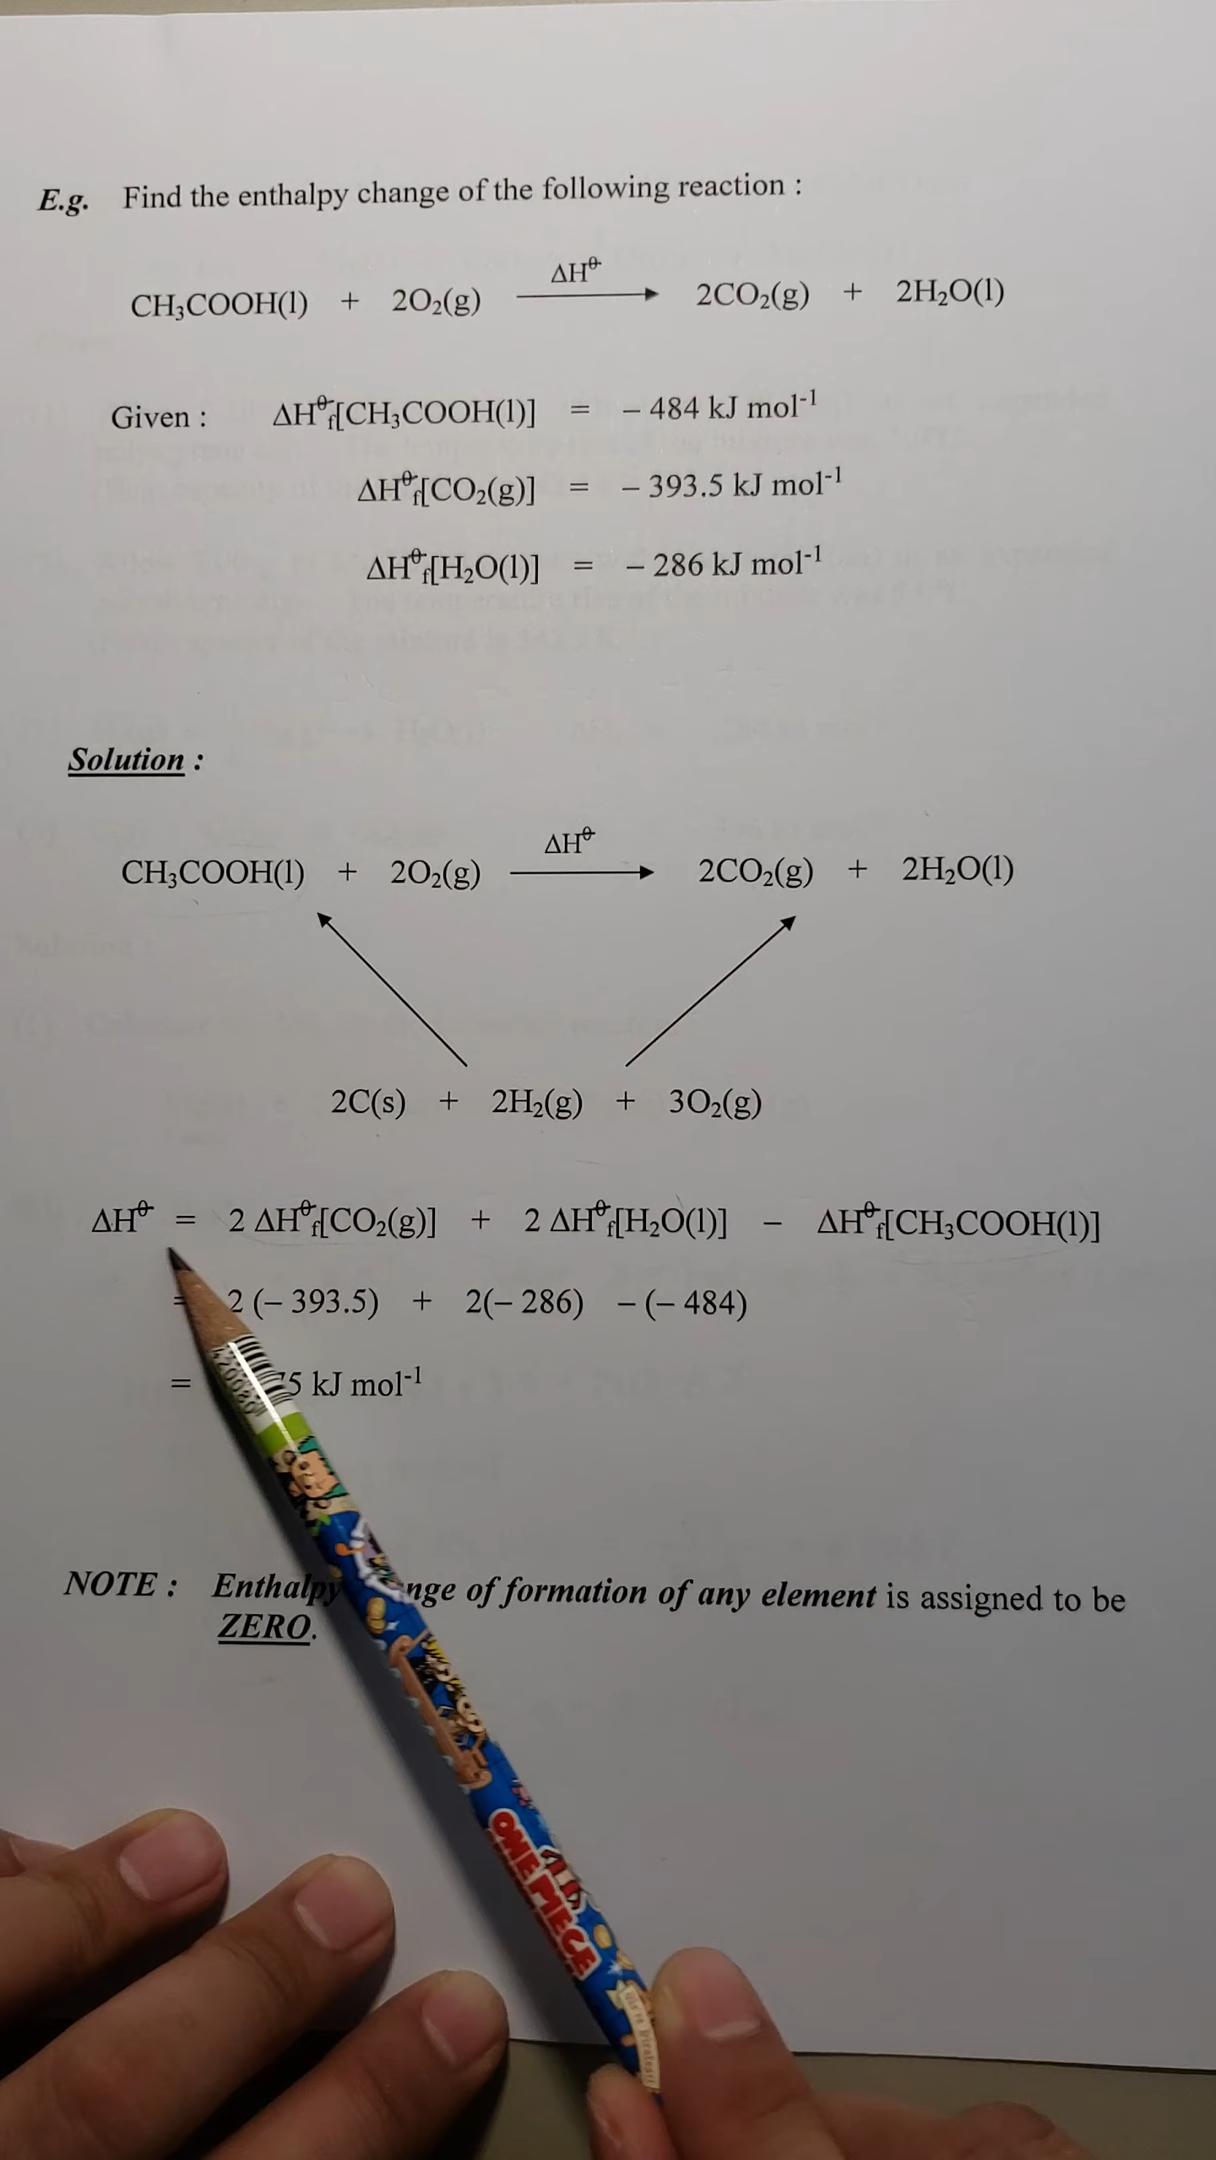 E.g. Find the enthalpy change of the following reaction :
ΔH⦵
CH₃COOH(l) + 2O₂(g) ⟶ 2CO₂(g) + 2H₂O(l)
Given : ΔH⦵f[CH₃COOH(l)] = – 484 kJ mol⁻¹
ΔH⦵f[CO₂(g)] = – 393.5 kJ mol⁻¹
ΔH⦵f[H₂O(l)] = – 286 kJ mol⁻¹
Solution :
ΔH⦵
CH₃COOH(l) + 2O₂(g) ⟶ 2CO₂(g) + 2H₂O(l)
2C(s) + 2H₂(g) + 3O₂(g)
ΔH⦵ = 2 ΔH⦵f[CO₂(g)] + 2 ΔH⦵f[H₂O(l)] – ΔH⦵f[CH₃COOH(l)]
= 2 (– 393.5) + 2(– 286) – (– 484)
= 5 kJ mol⁻¹
NOTE : Enthalpy nge of formation of any element is assigned to be
ZERO.
420080
ONE PIECE